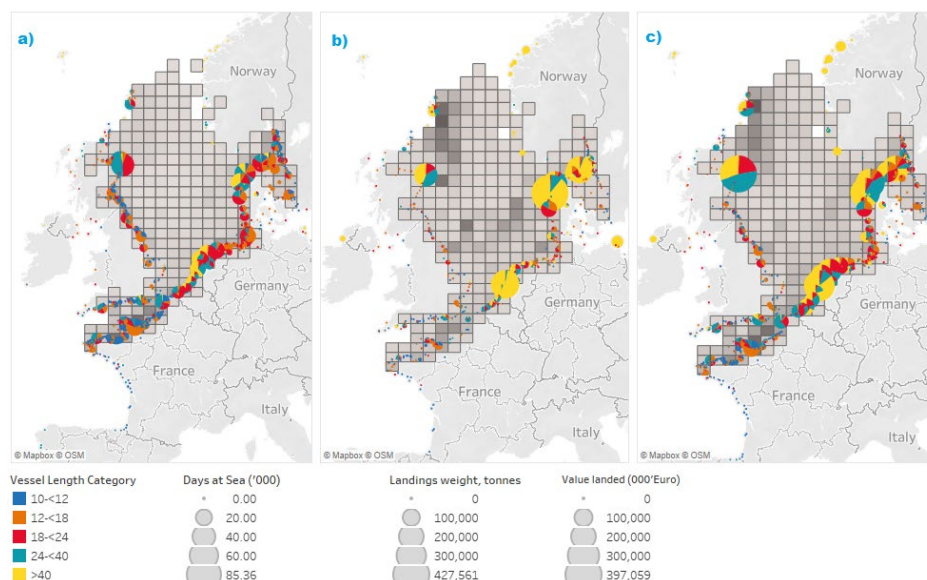 a)
Norway
Germany
France
Italy
© Mapbox © OSM
b)
Norway
Germany
France
Italy
© Mapbox © OSM
c)
Norway
Germany
France
Italy
© Mapbox © OSM
Vessel Length Category
10-<12
12-<18
18-<24
24-<40
>40
Days at Sea ('000)
0.00
20.00
40.00
60.00
85.36
Landings weight, tonnes
0
100,000
200,000
300,000
427,561
Value landed (000'Euro)
0
100,000
200,000
300,000
397,059